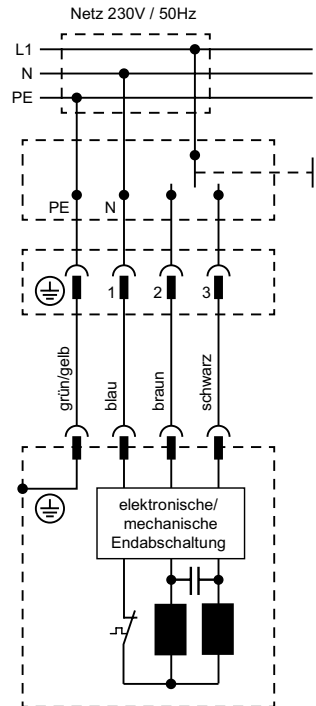 Netz 230V / 50Hz
L1
N
PE
PE N
1 2 3
grün/gelb
blau
braun
schwarz
elektronische/
mechanische
Endabschaltung